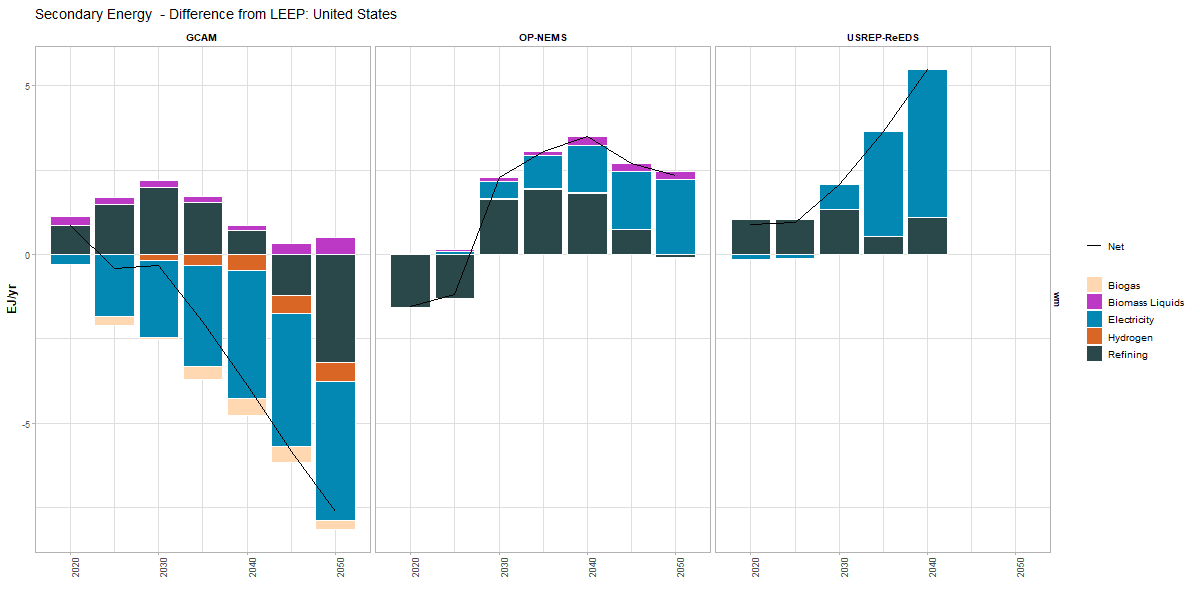 Secondary Energy  - Difference from LEEP: United States
GCAM
OP-NEMS
USREP-ReEDS
EJ/yr
5
0
-5
2020
2030
2040
2050
2020
2030
2040
2050
2020
2030
2040
2050
wm
Net
Biogas
Biomass Liquids
Electricity
Hydrogen
Refining